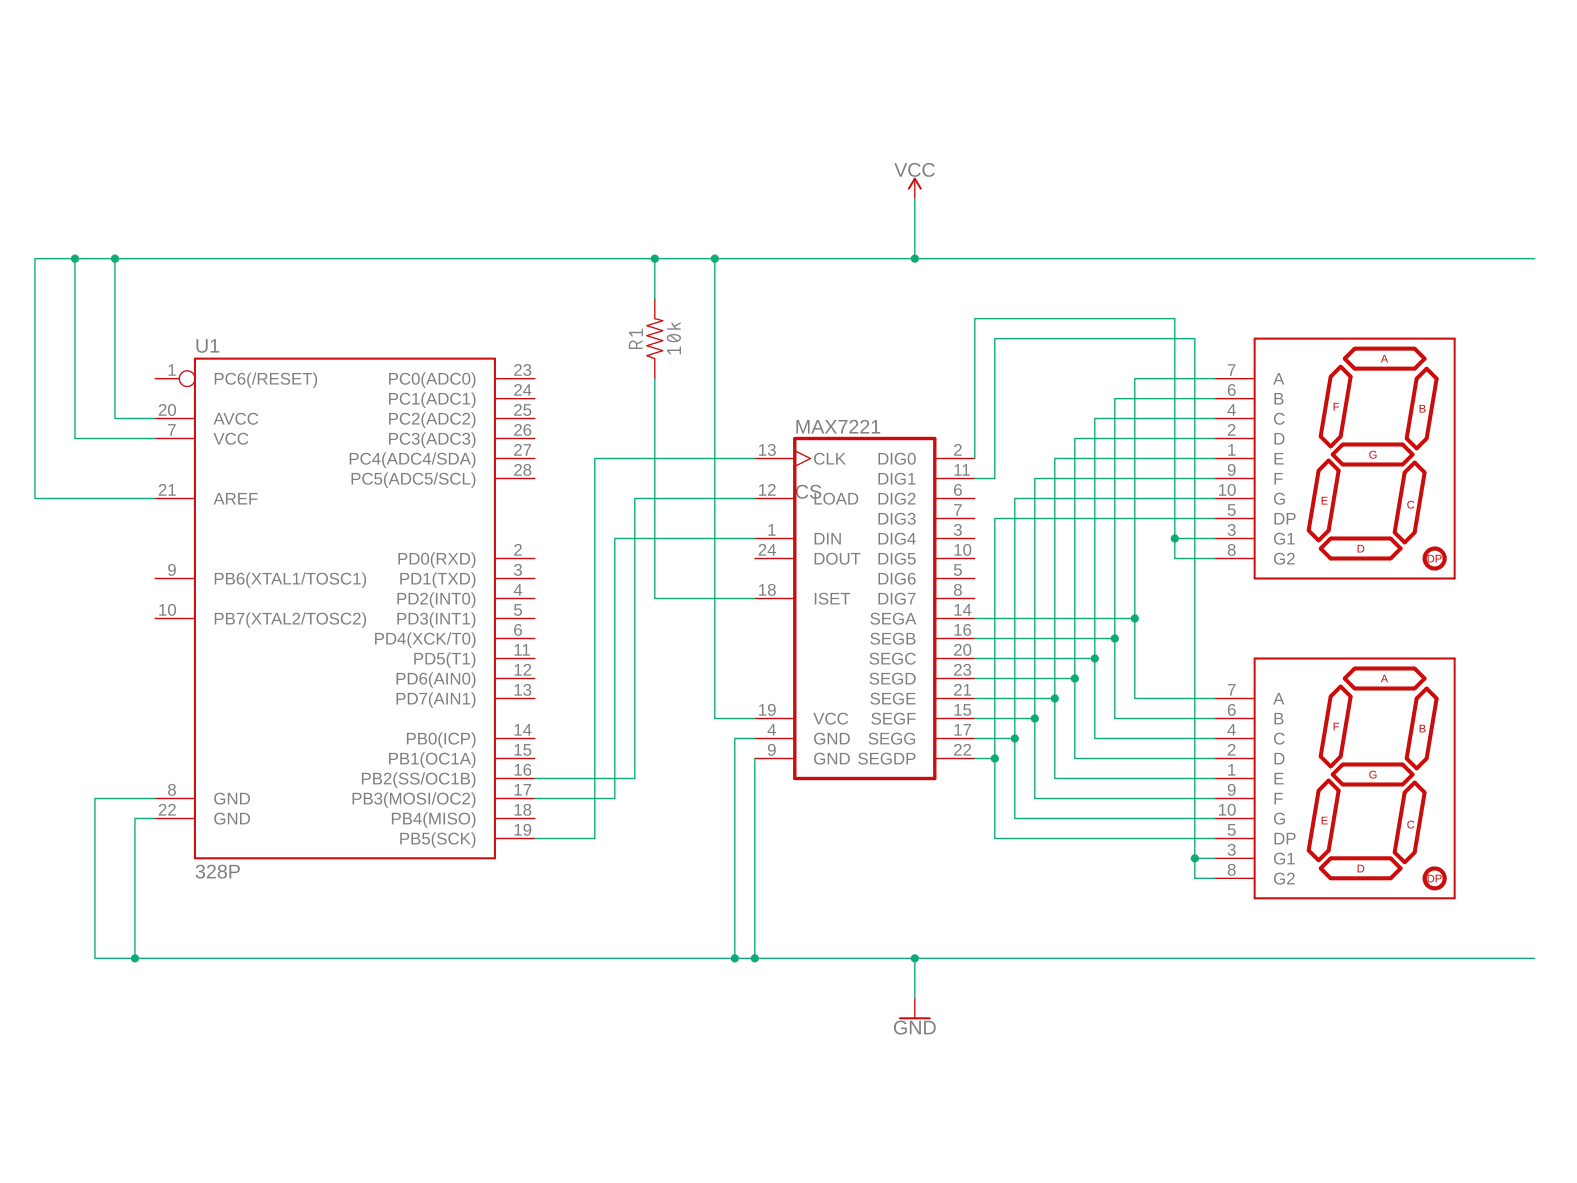 VCC
U1
1 PC6(/RESET)
20 AVCC
7 VCC
21 AREF
9 PB6(XTAL1/TOSC1)
10 PB7(XTAL2/TOSC2)
8 GND
22 GND
PC0(ADC0) 23
PC1(ADC1) 24
PC2(ADC2) 25
PC3(ADC3) 26
PC4(ADC4/SDA) 27
PC5(ADC5/SCL) 28
PD0(RXD) 2
PD1(TXD) 3
PD2(INT0) 4
PD3(INT1) 5
PD4(XCK/T0) 6
PD5(T1) 11
PD6(AIN0) 12
PD7(AIN1) 13
PB0(ICP) 14
PB1(OC1A) 15
PB2(SS/OC1B) 16
PB3(MOSI/OC2) 17
PB4(MISO) 18
PB5(SCK) 19
328P
R1
10k
MAX7221
13 CLK
12 CS
LOAD
1 DIN
24 DOUT
18 ISET
19 VCC
4 GND
9 GND
DIG0 2
DIG1 11
DIG2 6
DIG3 7
DIG4 3
DIG5 10
DIG6 5
DIG7 8
SEGA 14
SEGB 16
SEGC 20
SEGD 23
SEGE 21
SEGF 15
SEGG 17
SEGDP 22
7 A
6 B
4 C
2 D
1 E
9 F
10 G
5 DP
3 G1
8 G2
A
F
B
G
E
C
D
DP
7 A
6 B
4 C
2 D
1 E
9 F
10 G
5 DP
3 G1
8 G2
A
F
B
G
E
C
D
DP
GND